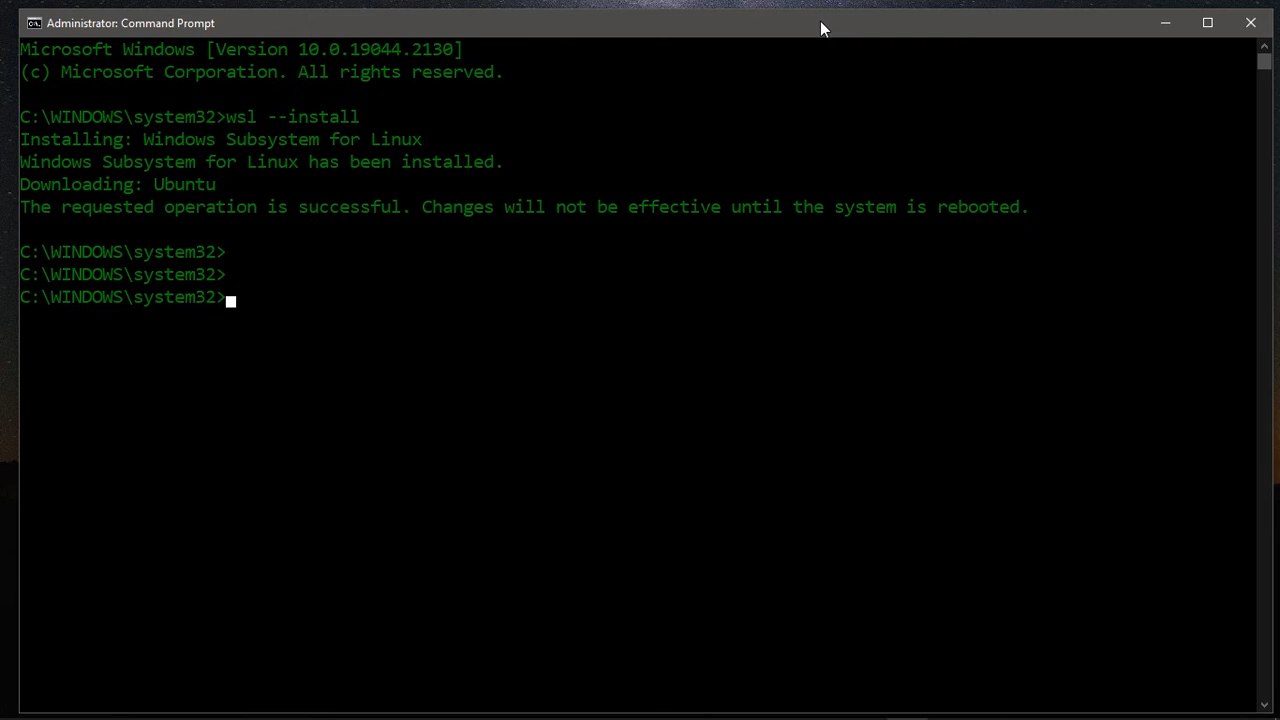 Administrator: Command Prompt
Microsoft Windows [Version 10.0.19044.2130]
(c) Microsoft Corporation. All rights reserved.
C:\WINDOWS\system32>wsl --install
Installing: Windows Subsystem for Linux
Windows Subsystem for Linux has been installed.
Downloading: Ubuntu
The requested operation is successful. Changes will not be effective until the system is rebooted.
C:\WINDOWS\system32>
C:\WINDOWS\system32>
C:\WINDOWS\system32>